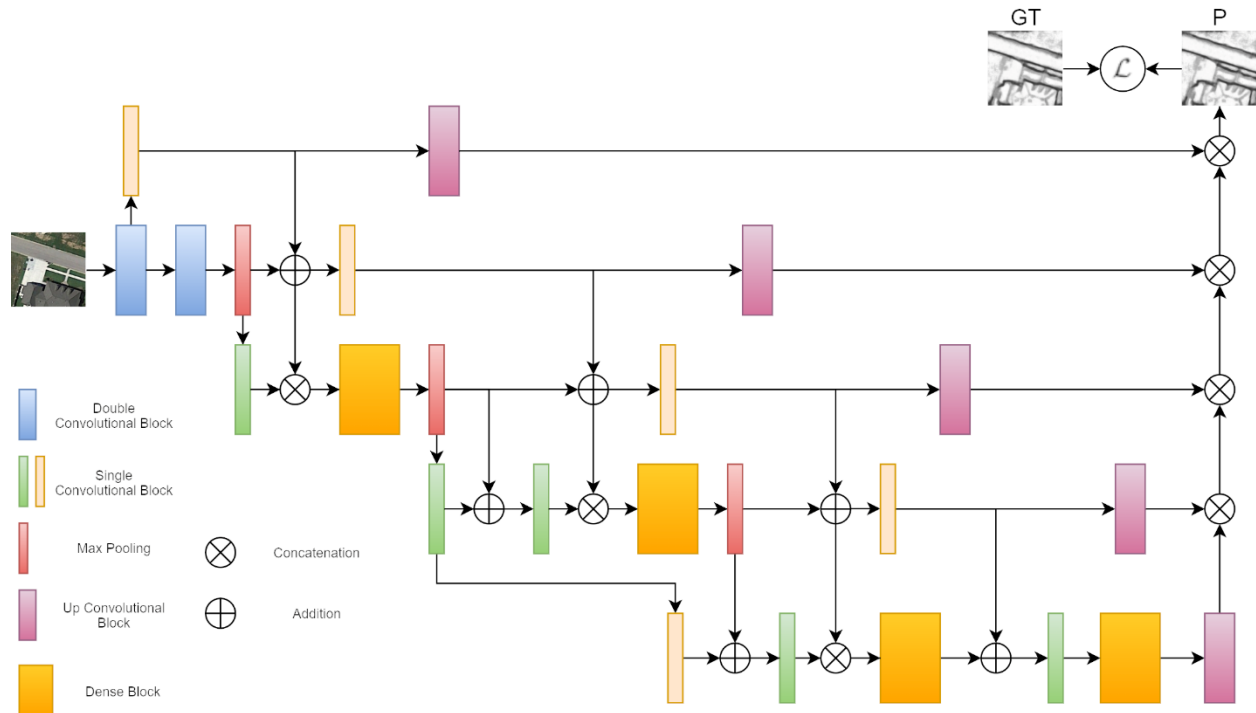 GT
P
ℒ
Double
Convolutional Block
Single
Convolutional Block
Max Pooling
Concatenation
Up Convolutional
Block
Addition
Dense Block